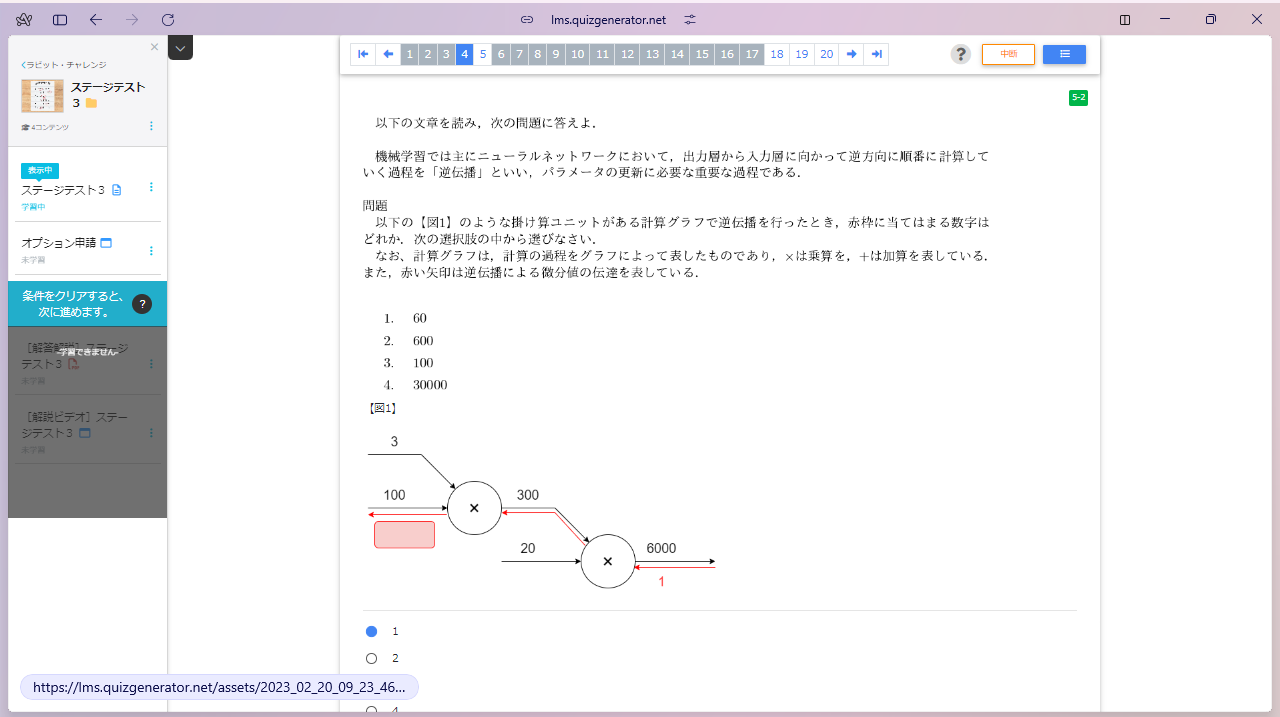 lms.quizgenerator.net
ラビット・チャレンジ
ステージテスト
３
4コンテンツ
表示中
ステージテスト３
学習中
オプション申請
未学習
条件をクリアすると、
次に進めます。
?
［解答解説］ステージ
テスト３
学習できません
未学習
［解説ビデオ］ステー
ジテスト３
未学習
1 2 3 4 5 6 7 8 9 10 11 12 13 14 15 16 17 18 19 20
?
中断
5-2
以下の文章を読み，次の問題に答えよ．
機械学習では主にニューラルネットワークにおいて，出力層から入力層に向かって逆方向に順番に計算して
いく過程を「逆伝播」といい，パラメータの更新に必要な重要な過程である．
問題
以下の【図1】のような掛け算ユニットがある計算グラフで逆伝播を行ったとき，赤枠に当てはまる数字は
どれか．次の選択肢の中から選びなさい．
なお、計算グラフは，計算の過程をグラフによって表したものであり，×は乗算を，+は加算を表している．
また，赤い矢印は逆伝播による微分値の伝達を表している．
1. 60
2. 600
3. 100
4. 30000
【図1】
3
100
×
300
20
×
6000
1
1
2
4
https://lms.quizgenerator.net/assets/2023_02_20_09_23_46...